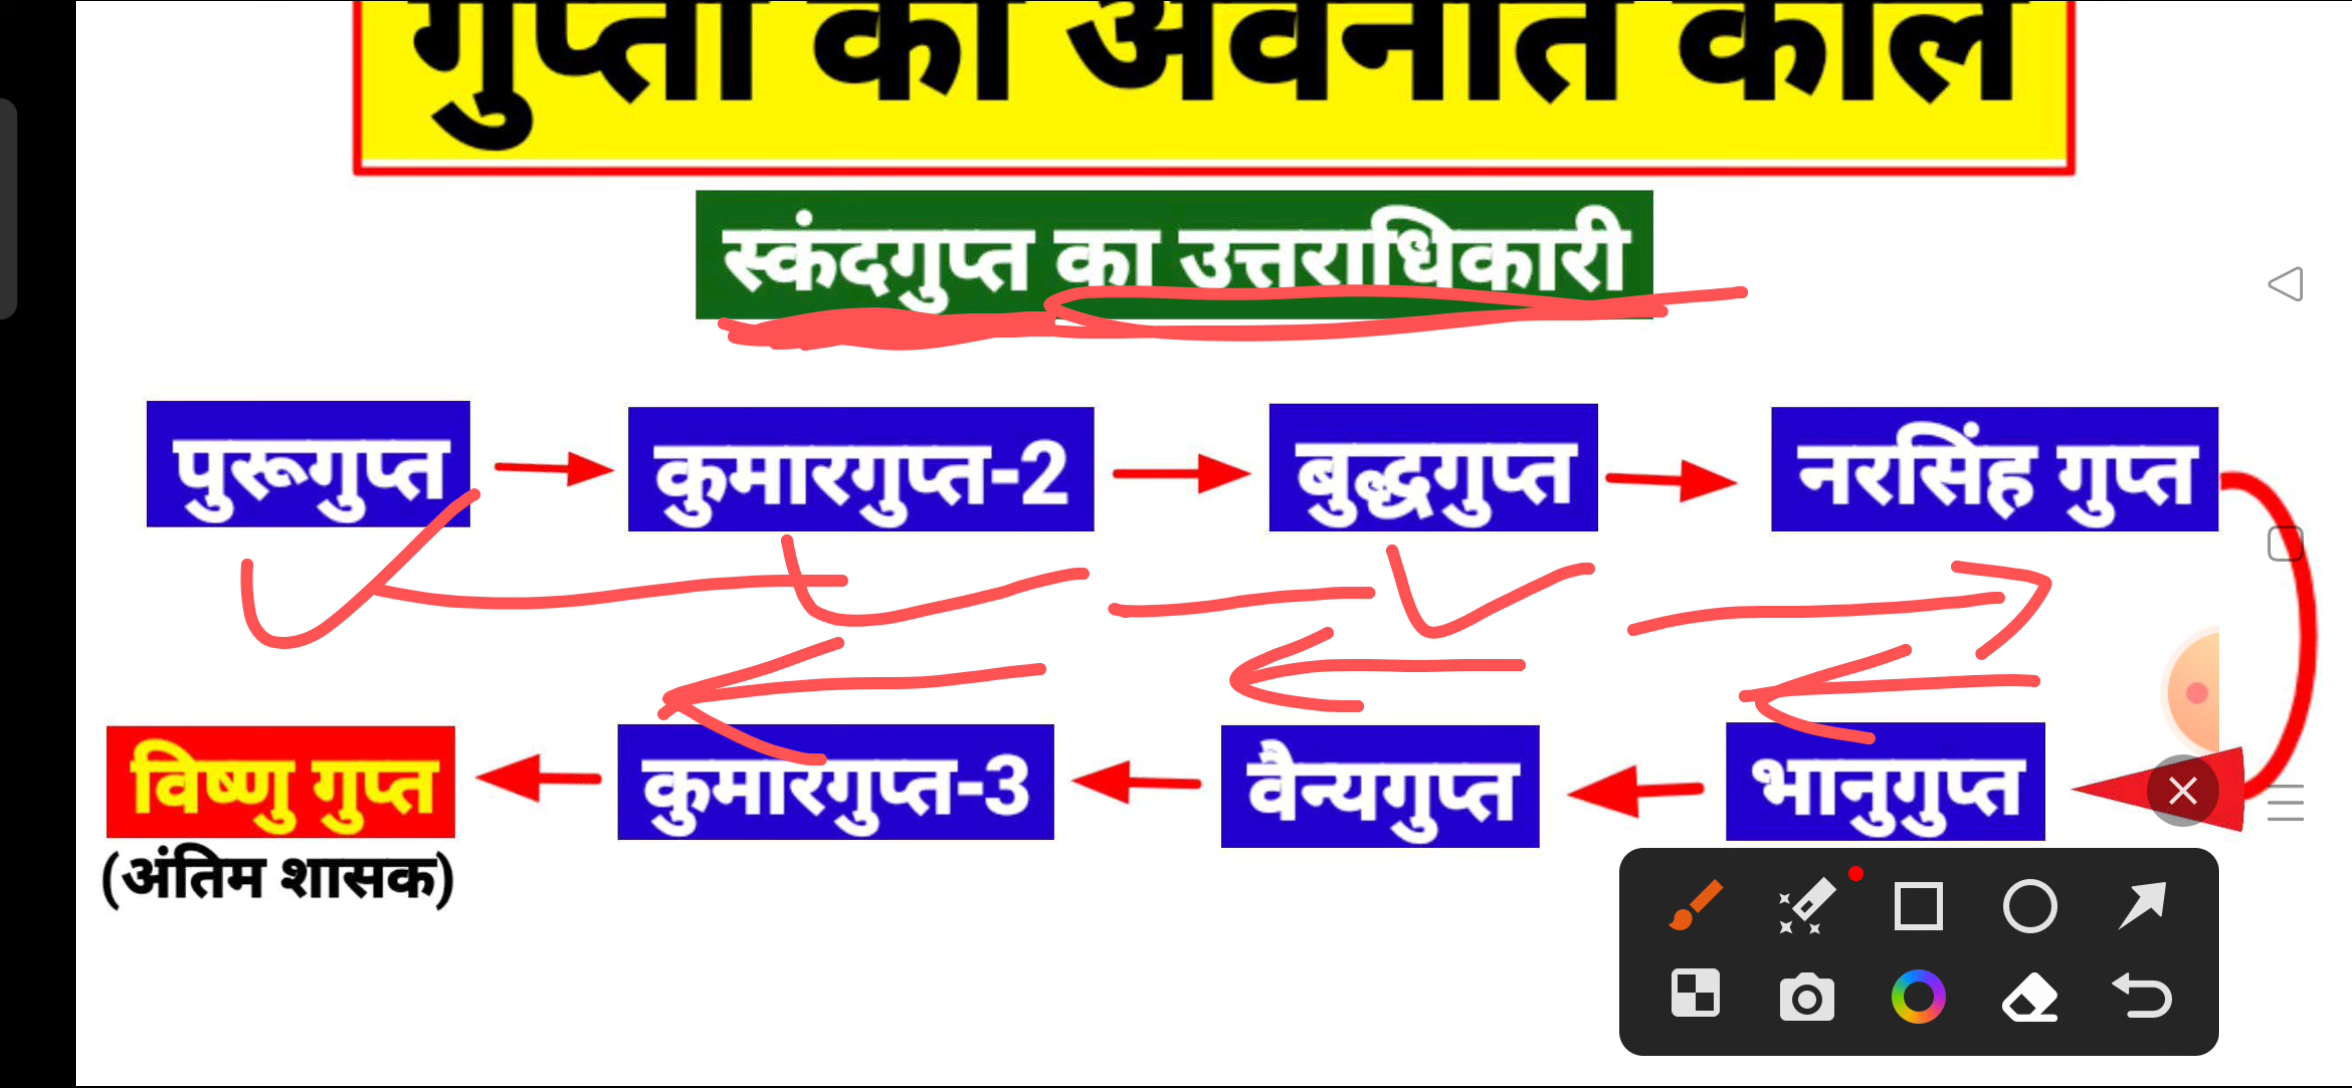 गुप्तों का अवनति काल
स्कंदगुप्त का उत्तराधिकारी
पुरूगुप्त कुमारगुप्त-2 बुद्धगुप्त नरसिंह गुप्त
विष्णु गुप्त कुमारगुप्त-3 वैन्यगुप्त भानुगुप्त
(अंतिम शासक)